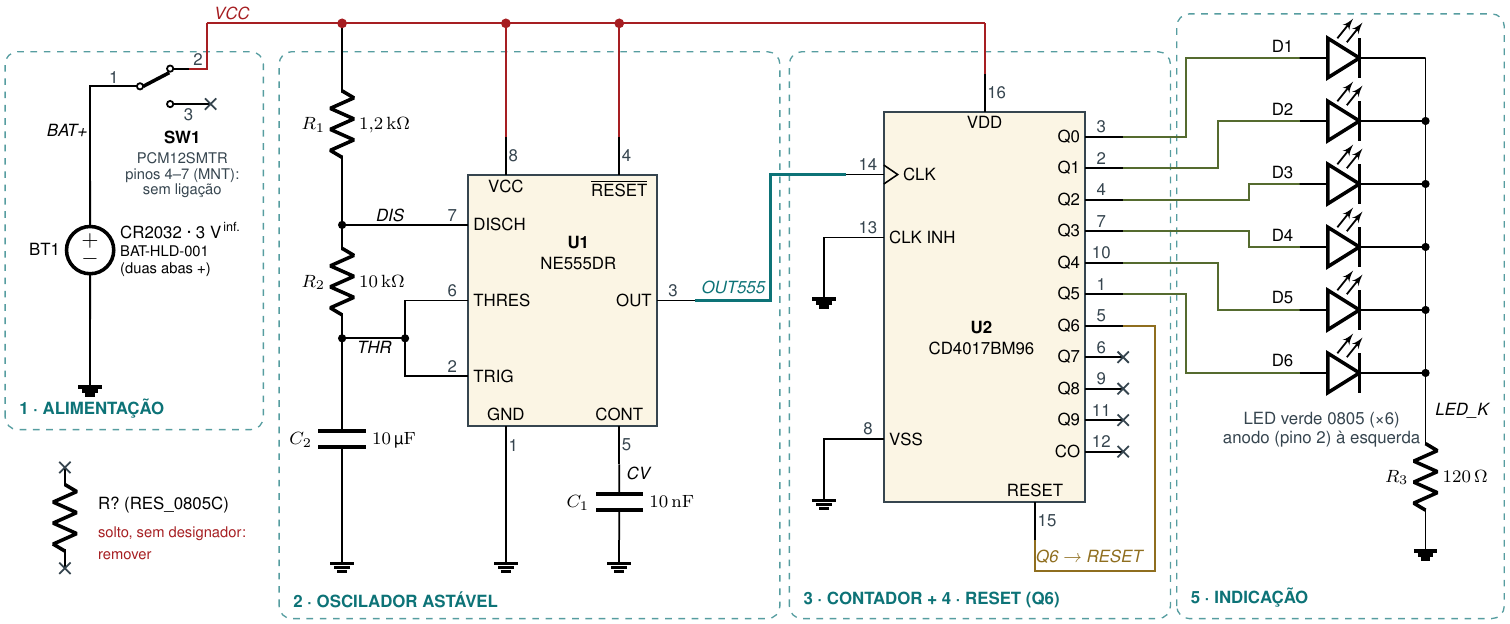 VCC
1
2
3
BAT+
SW1
PCM12SMTR
pinos 4–7 (MNT):
sem ligação
BT1
+
−
CR2032 · 3 V inf.
BAT-HLD-001
(duas abas +)
1 · ALIMENTAÇÃO
R? (RES_0805C)
solto, sem designador:
remover
R1 1,2 kΩ
DIS
R2 10 kΩ
THR
C2 10 µF
8
4
VCC
RESET
7 DISCH
U1
NE555DR
6 THRES
OUT 3
OUT555
2 TRIG
GND
CONT
1
5
CV
C1 10 nF
2 · OSCILADOR ASTÁVEL
16
VDD
14 CLK
13 CLK INH
U2
CD4017BM96
8 VSS
Q0 3
Q1 2
Q2 4
Q3 7
Q4 10
Q5 1
Q6 5
Q7 6
Q8 9
Q9 11
CO 12
RESET
15
Q6 → RESET
3 · CONTADOR + 4 · RESET (Q6)
D1
D2
D3
D4
D5
D6
LED_K
LED verde 0805 (×6)
anodo (pino 2) à esquerda
R3 120 Ω
5 · INDICAÇÃO